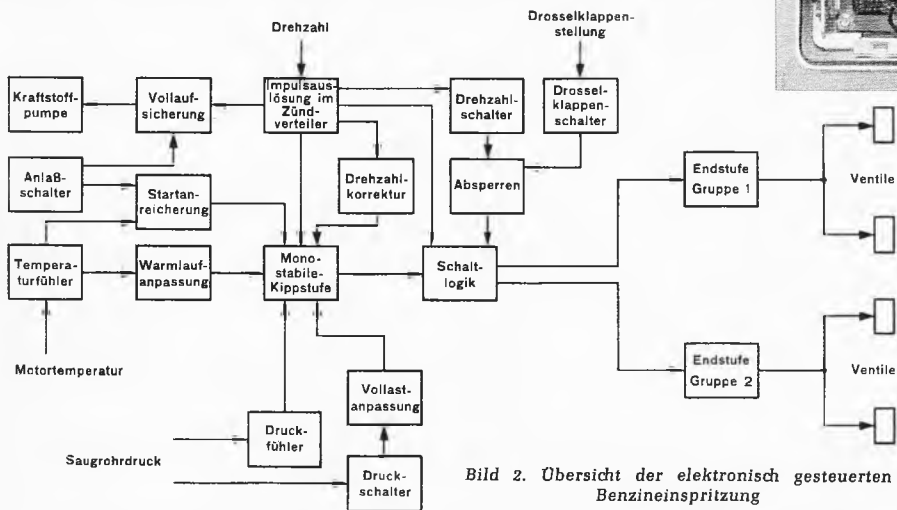 Drehzahl
Drosselklappen-
stellung
Kraftstoff-
pumpe
Vollauf-
sicherung
Impulsaus-
lösung im
Zünd-
verteiler
Drehzahl-
schalter
Drossel-
klappen-
schalter
Anlaß-
schalter
Startan-
reicherung
Drehzahl-
korrektur
Absperren
Endstufe
Gruppe 1
Ventile
Tempera-
turfühler
Warmlauf-
anpassung
Mono-
stabile-
Kippstufe
Schalt-
logik
Motortemperatur
Endstufe
Gruppe 2
Ventile
Vollast-
anpassung
Druck-
fühler
Saugrohrdruck
Druck-
schalter
Bild 2. Übersicht der elektronisch gesteuerten
Benzineinspritzung